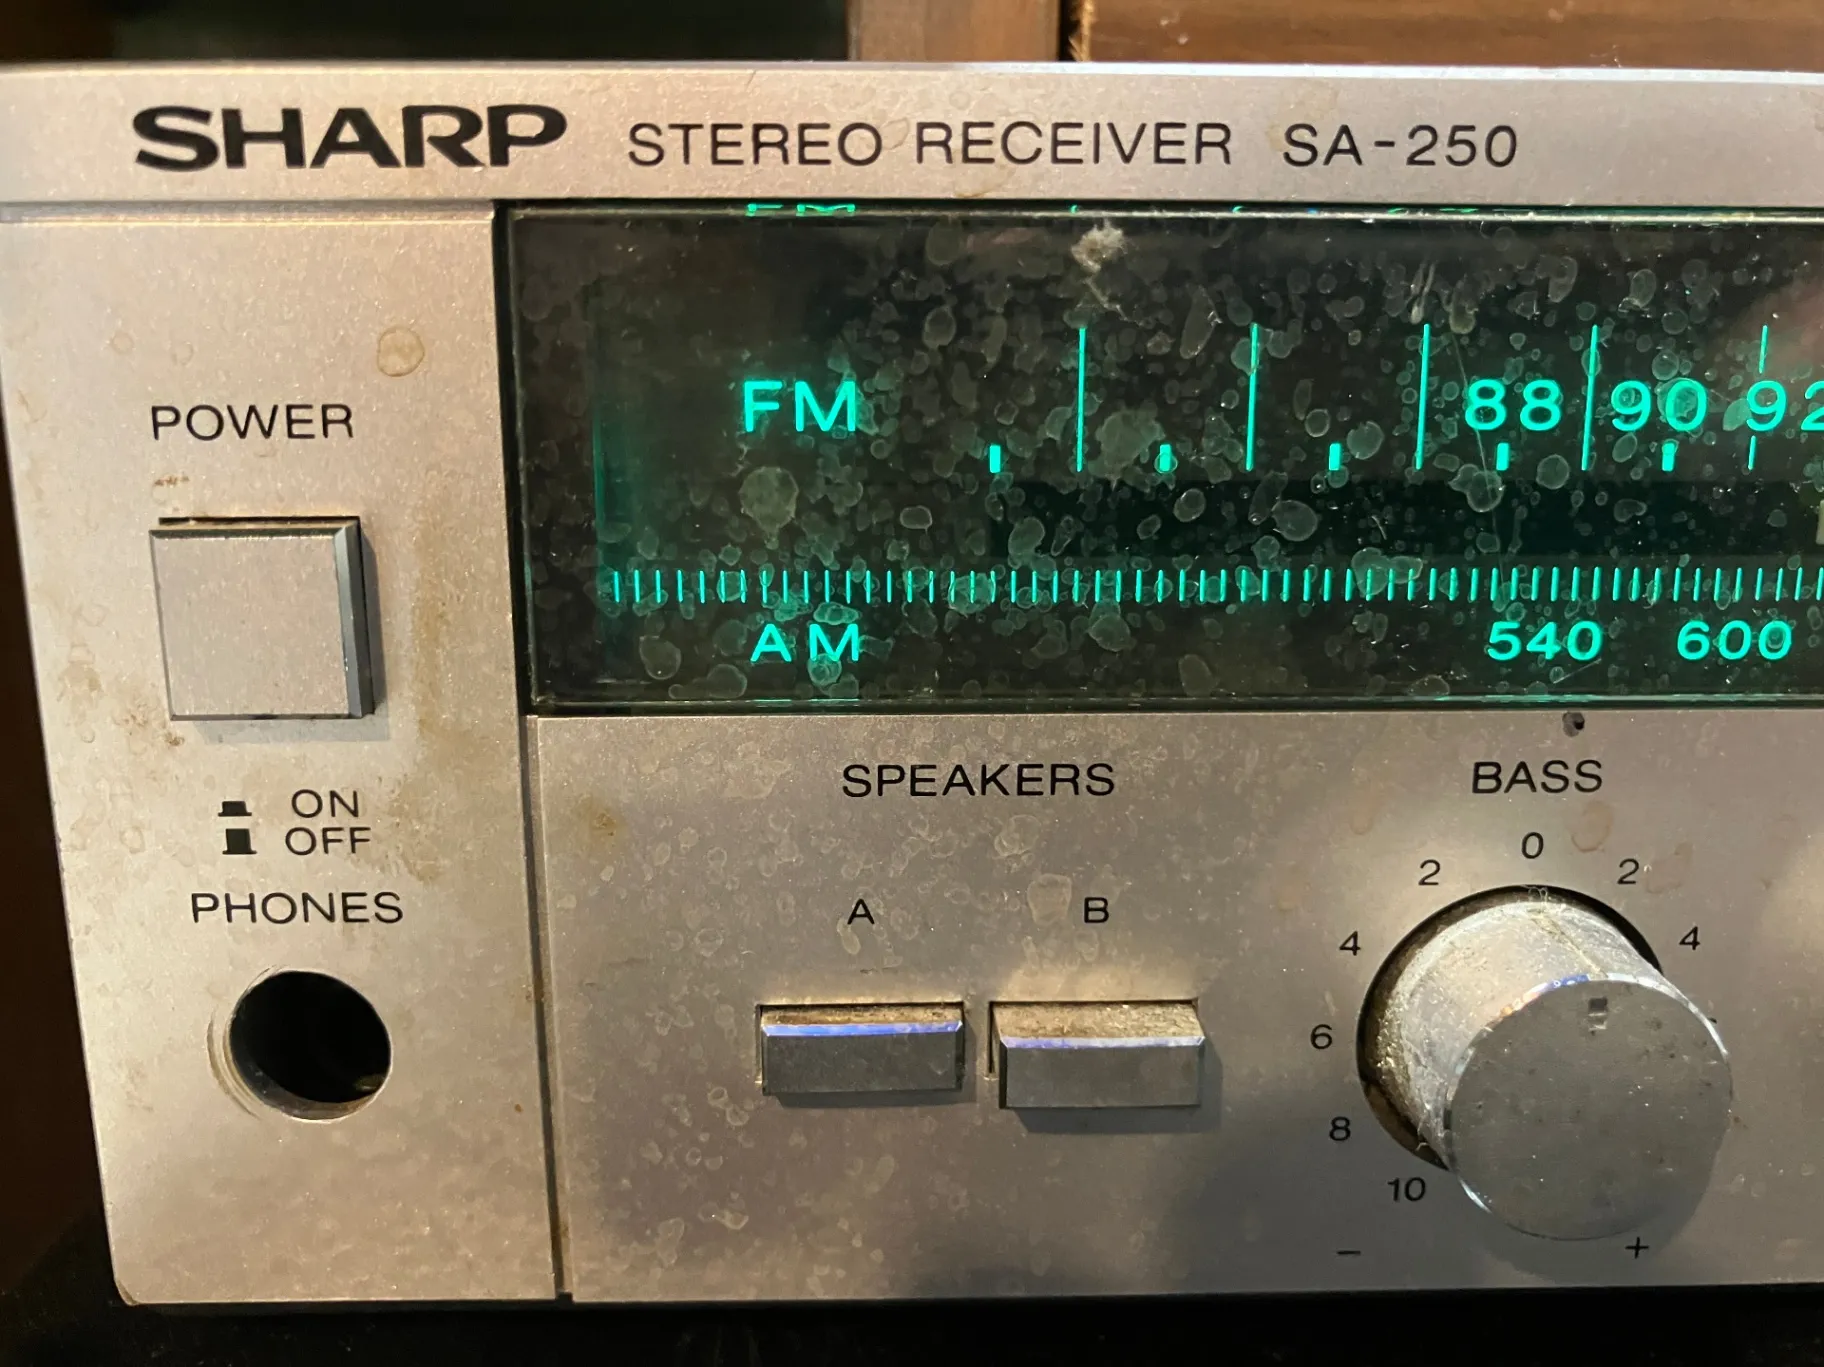 SHARP STEREO RECEIVER SA-250
FM 88 90 92
AM 540 600
POWER
ON
OFF
PHONES
SPEAKERS
A B
BASS
0
2 2
4 4
6
8
10
- +